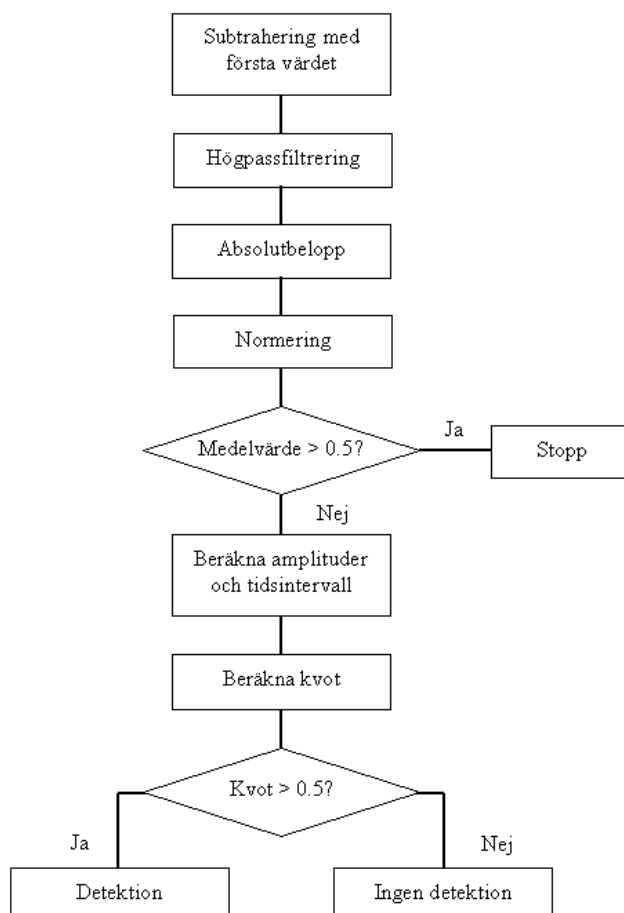 Subtrahering med
första värdet
Högpassfiltrering
Absolutbelopp
Normering
Medelvärde > 0.5?
Ja
Stopp
Nej
Beräkna amplituder
och tidsintervall
Beräkna kvot
Kvot > 0.5?
Ja
Nej
Detektion
Ingen detektion